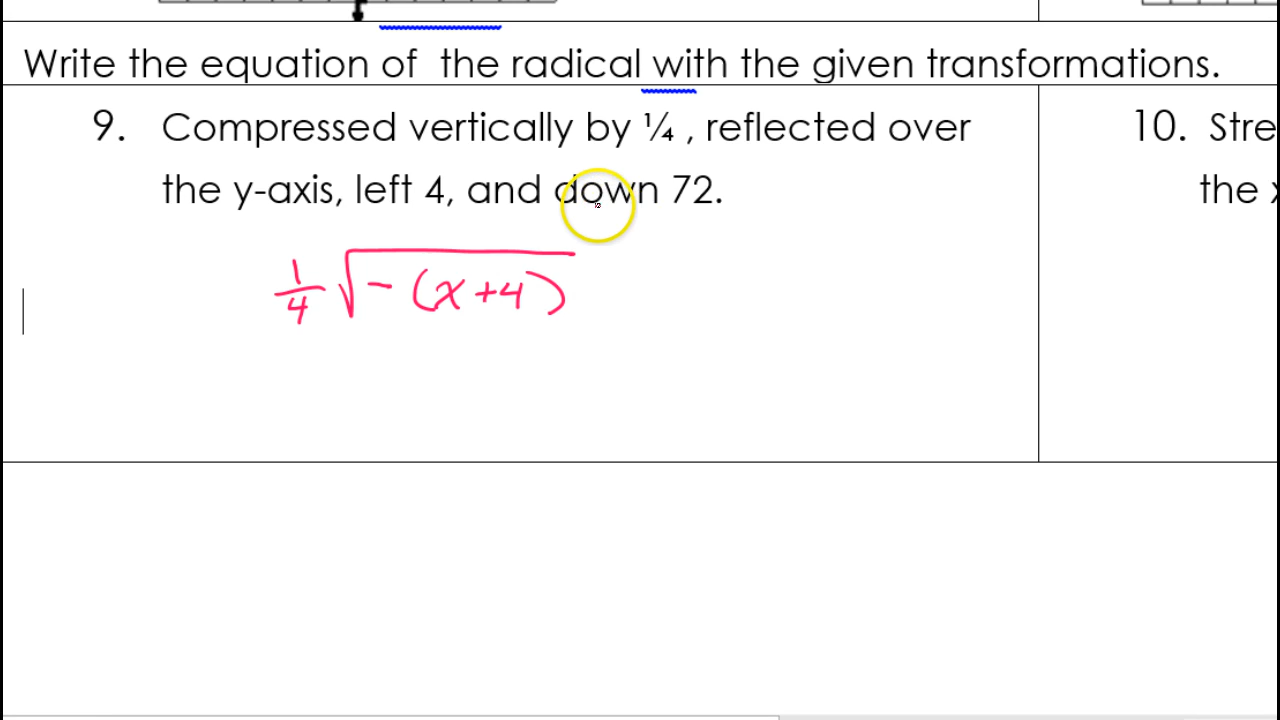 Write the equation of the radical with the given transformations.
9. Compressed vertically by ¼ , reflected over
the y-axis, left 4, and down 72.
1/4 √-(x+4)
10. Stre
the x